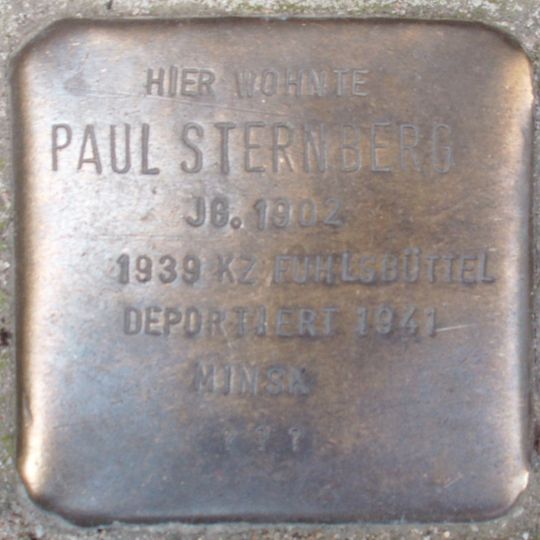 HIER WOHNTE
PAUL STERNBERG
JG. 1902
1939 KZ FUHLSBÜTTEL
DEPORTIERT 1941
MINSK
? ? ?